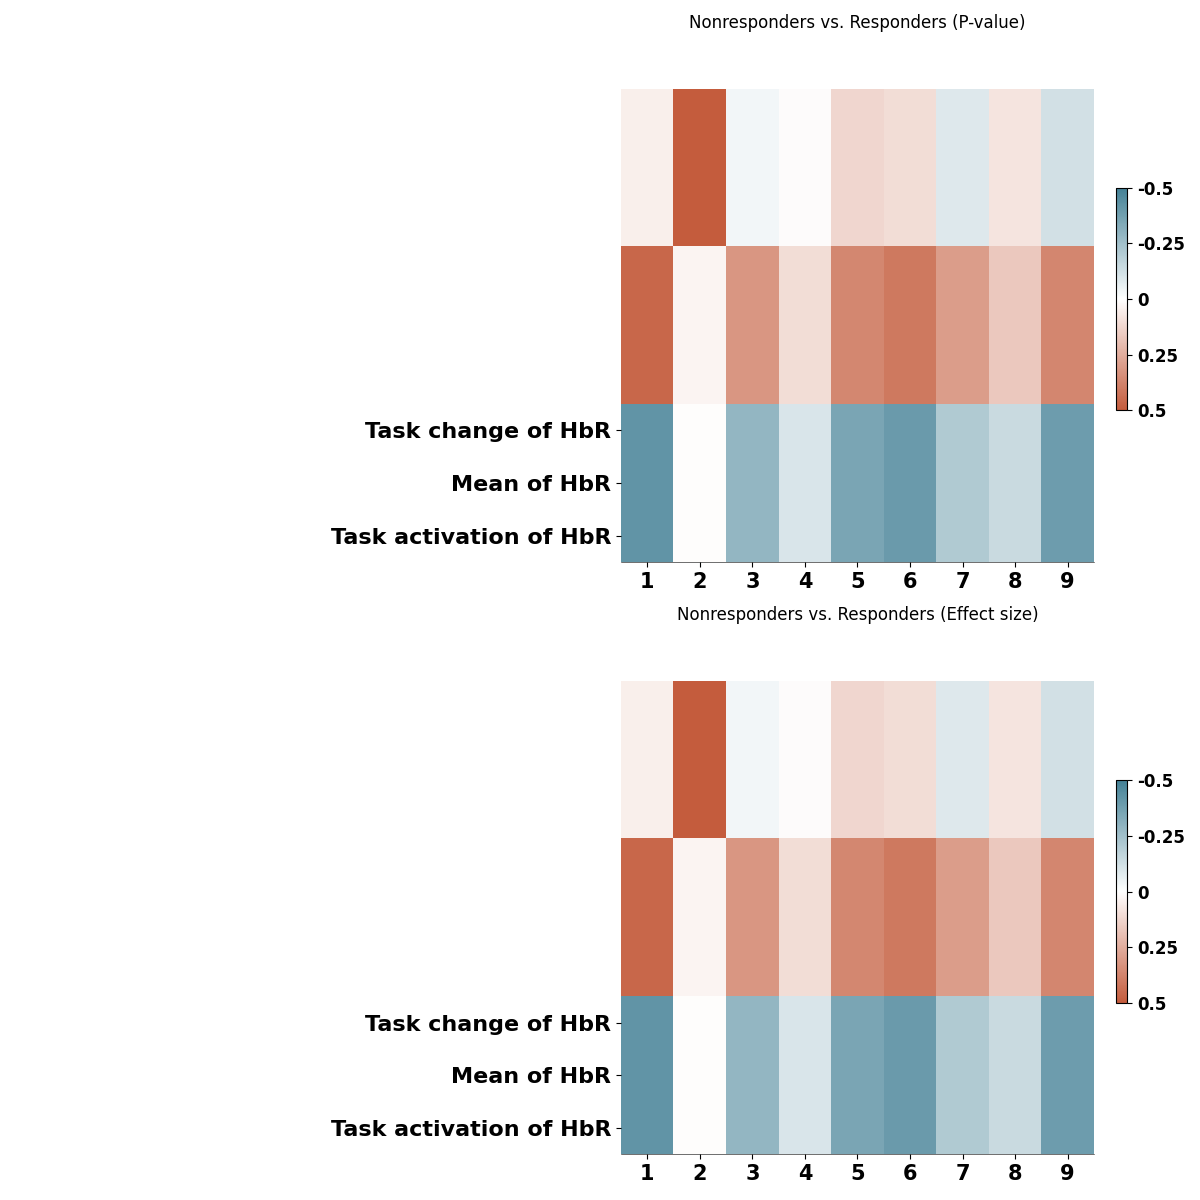 Nonresponders vs. Responders (P-value)
-0.5
-0.25
0
0.25
0.5
Task change of HbR
Mean of HbR
Task activation of HbR
1 2 3 4 5 6 7 8 9
Nonresponders vs. Responders (Effect size)
-0.5
-0.25
0
0.25
0.5
Task change of HbR
Mean of HbR
Task activation of HbR
1 2 3 4 5 6 7 8 9